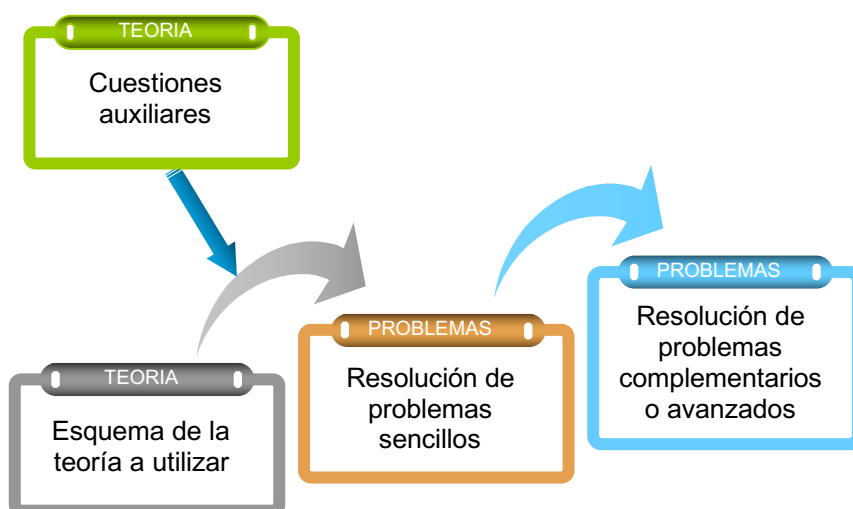 TEORIA
Cuestiones
auxiliares
TEORIA
Esquema de la
teoría a utilizar
PROBLEMAS
Resolución de
problemas
sencillos
PROBLEMAS
Resolución de
problemas
complementarios
o avanzados